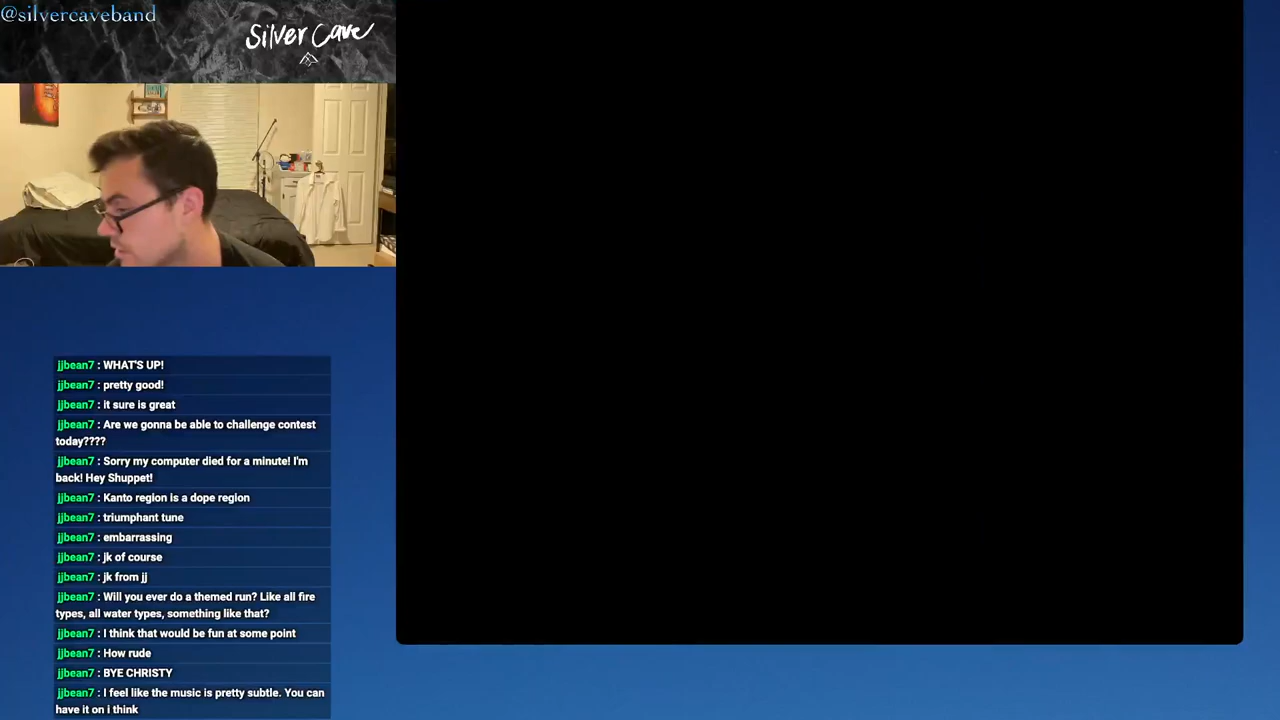 @silvercaveband
Silver Cave
jjbean7 : WHAT'S UP!
jjbean7 : pretty good!
jjbean7 : it sure is great
jjbean7 : Are we gonna be able to challenge contest
today????
jjbean7 : Sorry my computer died for a minute! I'm
back! Hey Shuppet!
jjbean7 : Kanto region is a dope region
jjbean7 : triumphant tune
jjbean7 : embarrassing
jjbean7 : jk of course
jjbean7 : jk from jj
jjbean7 : Will you ever do a themed run? Like all fire
types, all water types, something like that?
jjbean7 : I think that would be fun at some point
jjbean7 : How rude
jjbean7 : BYE CHRISTY
jjbean7 : I feel like the music is pretty subtle. You can
have it on i think